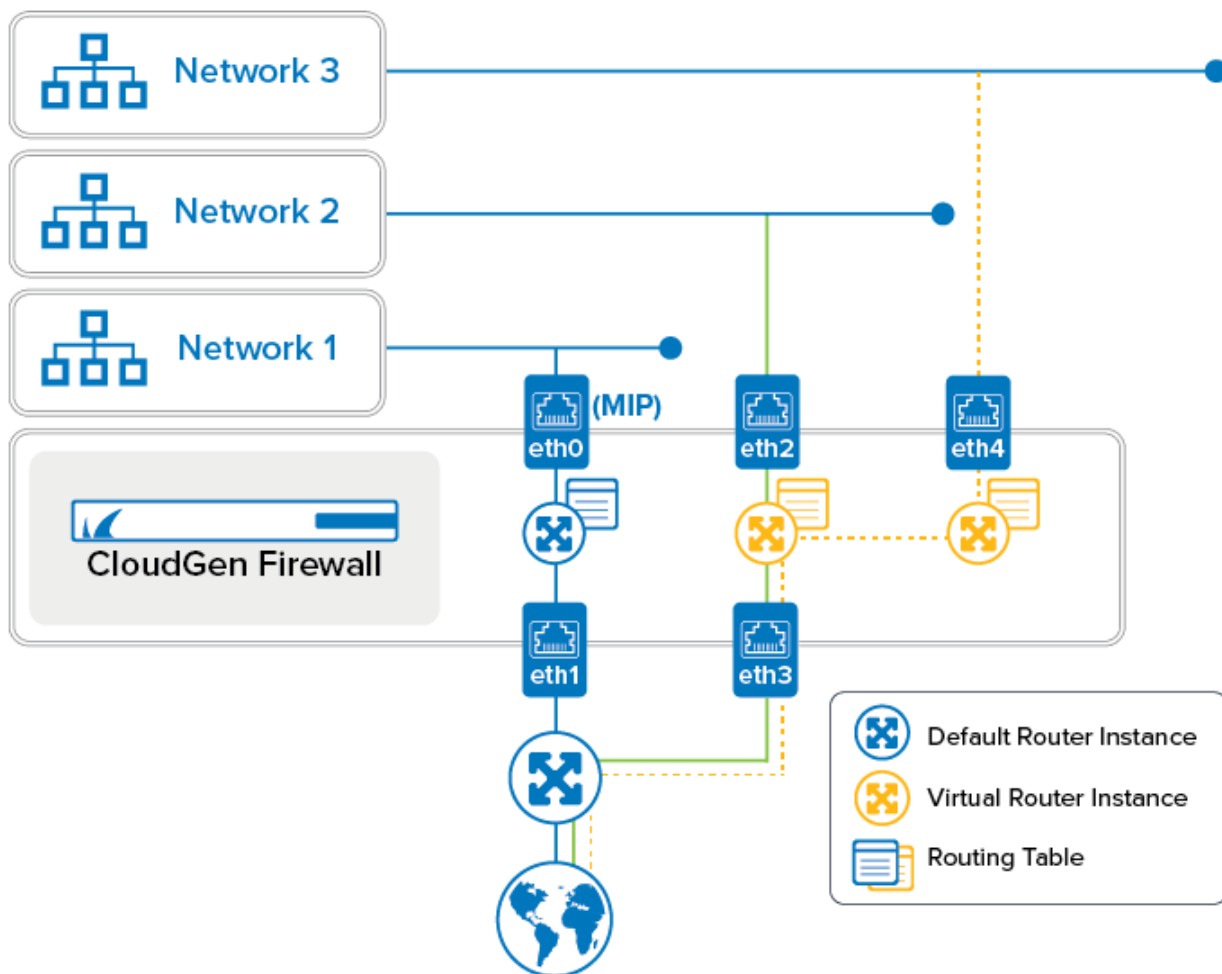 Network 3
Network 2
Network 1
(MIP)
eth0
eth2
eth4
CloudGen Firewall
eth1
eth3
Default Router Instance
Virtual Router Instance
Routing Table